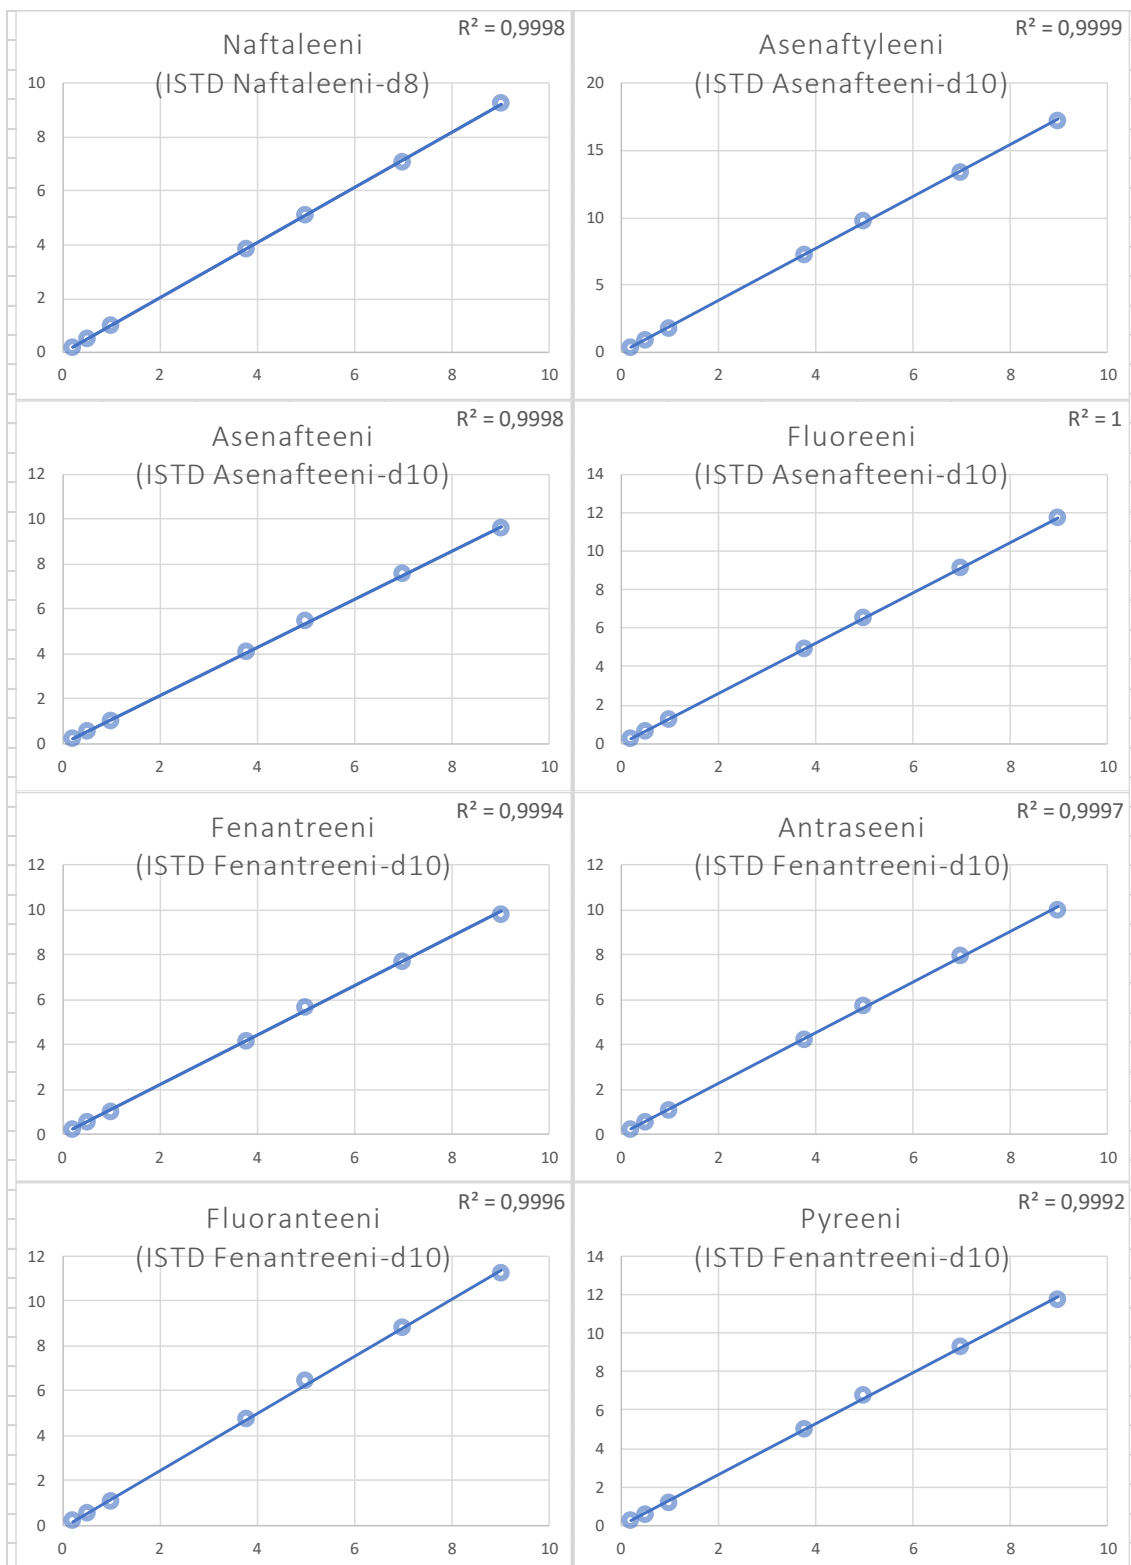 R² = 0,9998
Naftaleeni
(ISTD Naftaleeni-d8)
10
8
6
4
2
0
0 2 4 6 8 10
R² = 0,9999
Asenaftyleeni
(ISTD Asenafteeni-d10)
20
15
10
5
0
0 2 4 6 8 10
R² = 0,9998
Asenafteeni
(ISTD Asenafteeni-d10)
12
10
8
6
4
2
0
0 2 4 6 8 10
R² = 1
Fluoreeni
(ISTD Asenafteeni-d10)
14
12
10
8
6
4
2
0
0 2 4 6 8 10
R² = 0,9994
Fenantreeni
(ISTD Fenantreeni-d10)
12
10
8
6
4
2
0
0 2 4 6 8 10
R² = 0,9997
Antraseeni
(ISTD Fenantreeni-d10)
12
10
8
6
4
2
0
0 2 4 6 8 10
R² = 0,9996
Fluoranteeni
(ISTD Fenantreeni-d10)
12
10
8
6
4
2
0
0 2 4 6 8 10
R² = 0,9992
Pyreeni
(ISTD Fenantreeni-d10)
14
12
10
8
6
4
2
0
0 2 4 6 8 10